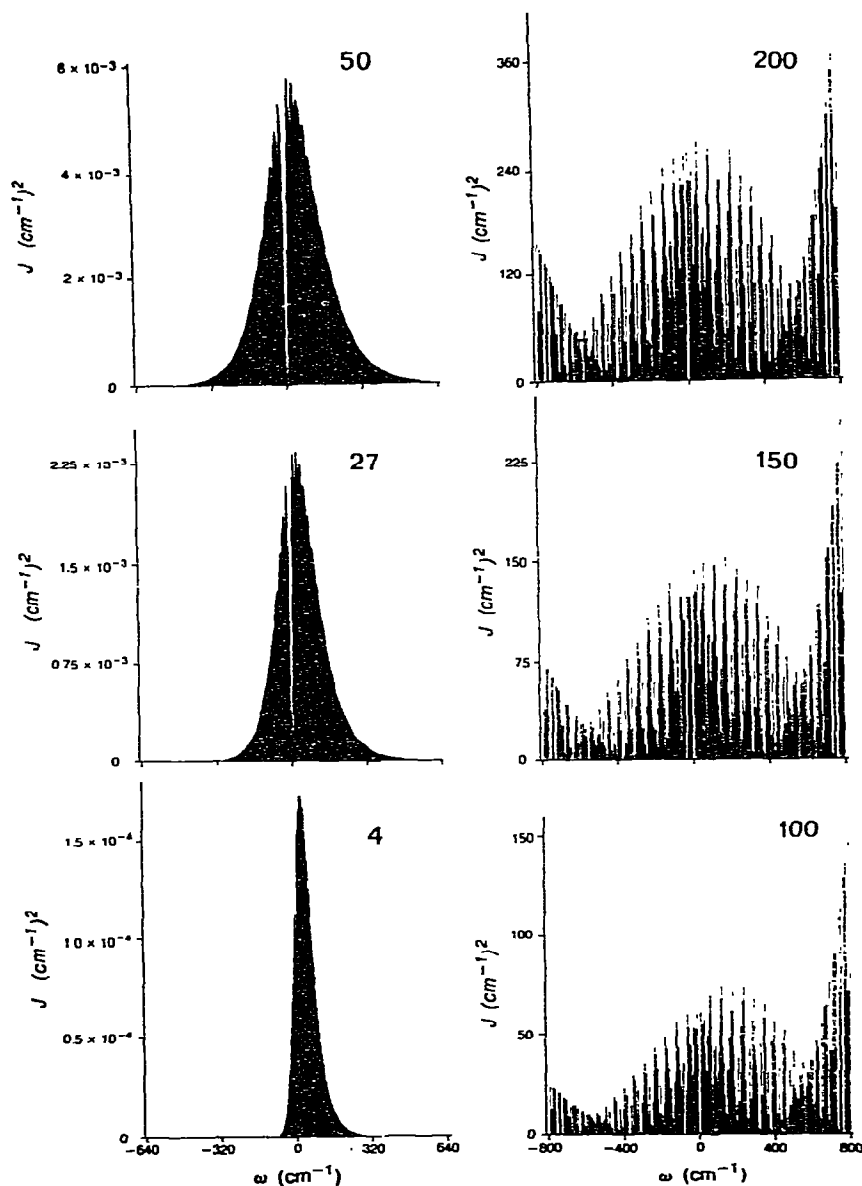 50
6 × 10⁻³
4 × 10⁻³
2 × 10⁻³
0
J (cm⁻¹)²
200
360
240
120
0
J (cm⁻¹)²
27
2.25 × 10⁻³
1.5 × 10⁻³
0.75 × 10⁻³
0
J (cm⁻¹)²
150
225
150
75
0
J (cm⁻¹)²
4
1.5 × 10⁻⁴
1.0 × 10⁻⁴
0.5 × 10⁻⁴
0
J (cm⁻¹)²
-640 -320 0 320 640
ω (cm⁻¹)
100
150
100
50
0
J (cm⁻¹)²
-800 -400 0 400 800
ω (cm⁻¹)